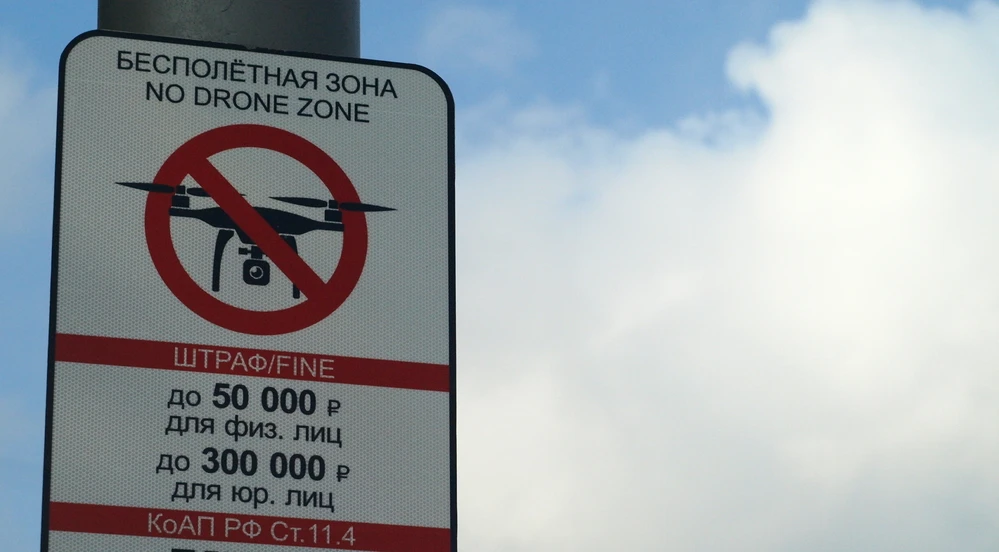 БЕСПОЛЁТНАЯ ЗОНА
NO DRONE ZONE
ШТРАФ/FINE
до 50 000 ₽
для физ. лиц
до 300 000 ₽
для юр. лиц
КоАП РФ Ст.11.4